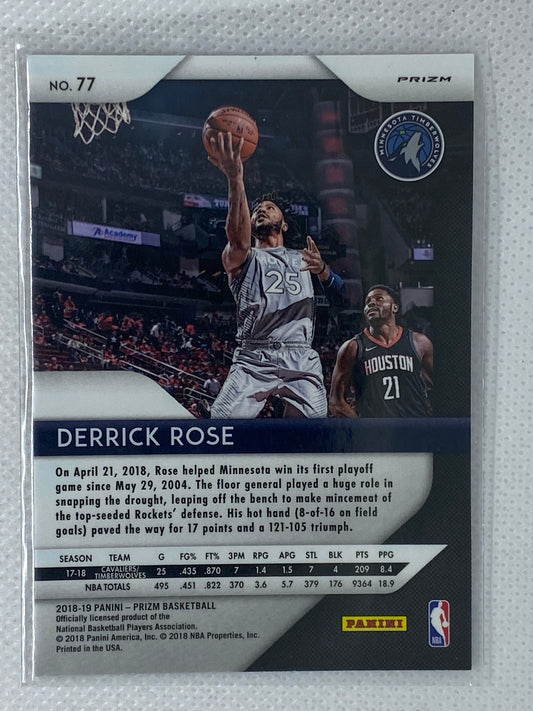 NO. 77
PRIZM
MINNESOTA TIMBERWOLVES
Academy
25
HOUSTON
21
DERRICK ROSE
On April 21, 2018, Rose helped Minnesota win its first playoff
game since May 29, 2004. The floor general played a huge role in
snapping the drought, leaping off the bench to make mincemeat of
the top-seeded Rockets' defense. His hot hand (8-of-16 on field
goals) paved the way for 17 points and a 121-105 triumph.
SEASON TEAM G FG% FT% 3PM RPG APG STL BLK PTS PPG
17-18 CAVALIERS/TIMBERWOLVES 25 .435 .870 7 1.4 1.5 7 4 209 8.4
NBA TOTALS 495 .451 .822 370 3.6 5.7 379 176 9364 18.9
2018-19 PANINI – PRIZM BASKETBALL
Officially licensed product of the
National Basketball Players Association.
© 2018 Panini America, Inc. © 2018 NBA Properties, Inc.
Printed in the USA.
PANINI
NBA